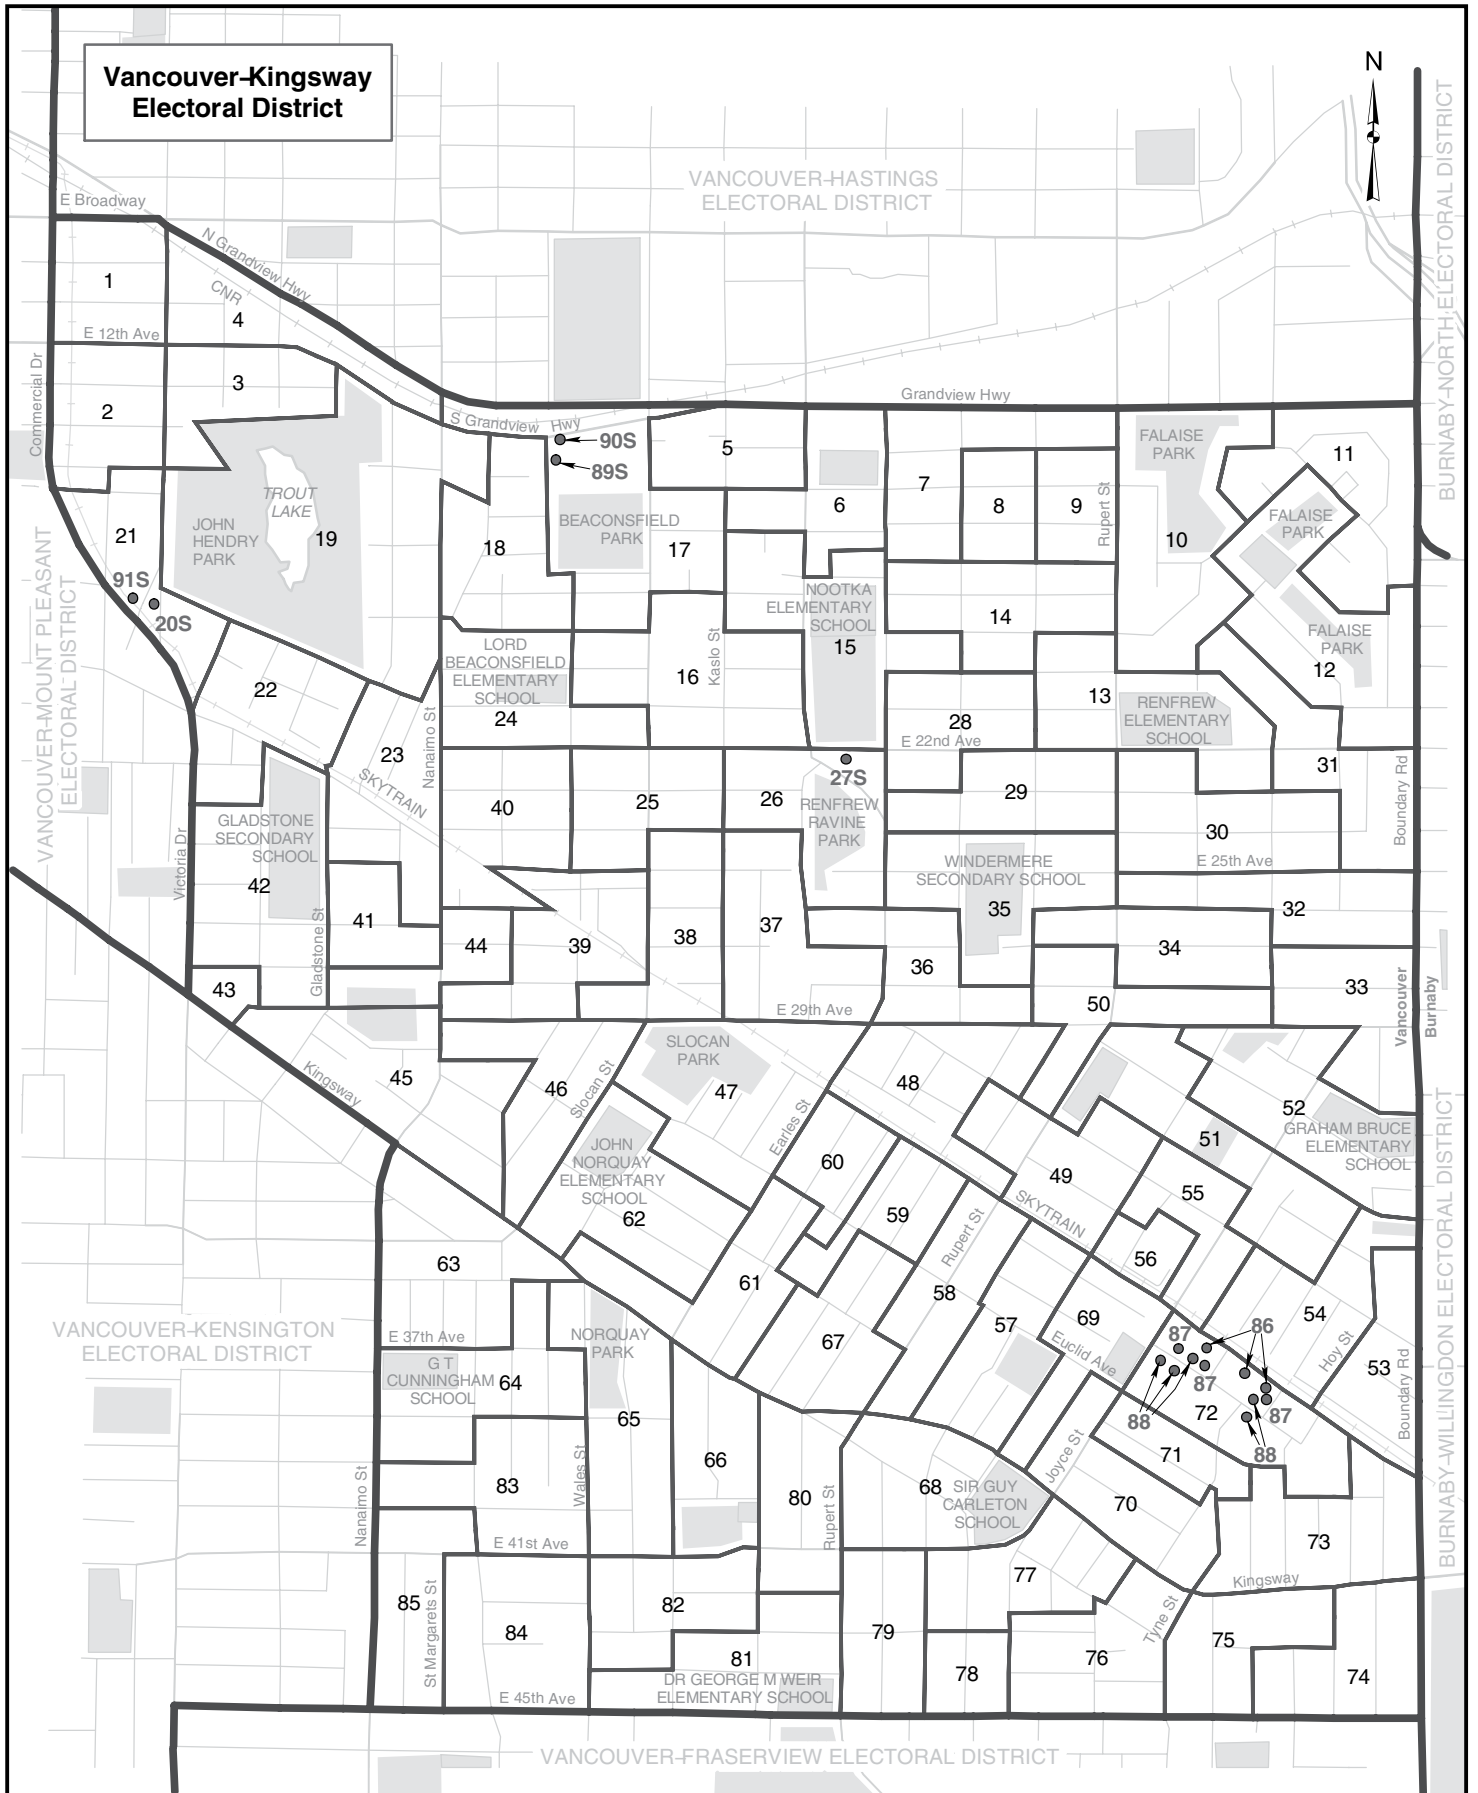 Vancouver–Kingsway
Electoral District
N
VANCOUVER–HASTINGS
ELECTORAL DISTRICT
BURNABY–NORTH ELECTORAL DISTRICT
E Broadway
N Grandview Hwy
CNR
1
4
E 12th Ave
3
2
Commercial Dr
Grandview Hwy
S Grandview Hwy
90S
89S
5
6
7
8
9
Rupert St
FALAISE
PARK
10
11
FALAISE
PARK
TROUT
LAKE
JOHN
HENDRY
PARK
19
21
18
BEACONSFIELD
PARK
17
91S
20S
VANCOUVER–MOUNT PLEASANT
ELECTORAL DISTRICT
NOOTKA
ELEMENTARY
SCHOOL
15
14
FALAISE
PARK
12
22
LORD
BEACONSFIELD
ELEMENTARY
SCHOOL
24
16
Kaslo St
13
RENFREW
ELEMENTARY
SCHOOL
28
E 22nd Ave
23
Nanaimo St
SKYTRAIN
27S
31
Boundary Rd
40
25
26
RENFREW
RAVINE
PARK
29
30
GLADSTONE
SECONDARY
SCHOOL
Victoria Dr
42
WINDERMERE
SECONDARY SCHOOL
E 25th Ave
35
32
41
Gladstone St
44
39
38
37
36
34
43
33
50
E 29th Ave
Vancouver
Burnaby
Kingsway
45
46
Slocan St
SLOCAN
PARK
47
Earles St
48
52
GRAHAM BRUCE
ELEMENTARY
SCHOOL
51
JOHN
NORQUAY
ELEMENTARY
SCHOOL
62
60
59
49
SKYTRAIN
55
56
Rupert St
63
61
58
57
69
54
VANCOUVER–KENSINGTON
ELECTORAL DISTRICT
E 37th Ave
G T
CUNNINGHAM
SCHOOL
64
NORQUAY
PARK
67
Euclid Ave
87
86
Hoy St
53
Boundary Rd
BURNABY–WILLINGDON ELECTORAL DISTRICT
87
72
87
88
88
65
66
71
Joyce St
Nanaimo St
83
Wales St
80
Rupert St
68
SIR GUY
CARLETON
SCHOOL
70
73
E 41st Ave
77
Kingsway
85
St Margarets St
84
82
79
Tyne St
75
81
78
76
74
DR GEORGE M WEIR
ELEMENTARY SCHOOL
E 45th Ave
VANCOUVER–FRASERVIEW ELECTORAL DISTRICT